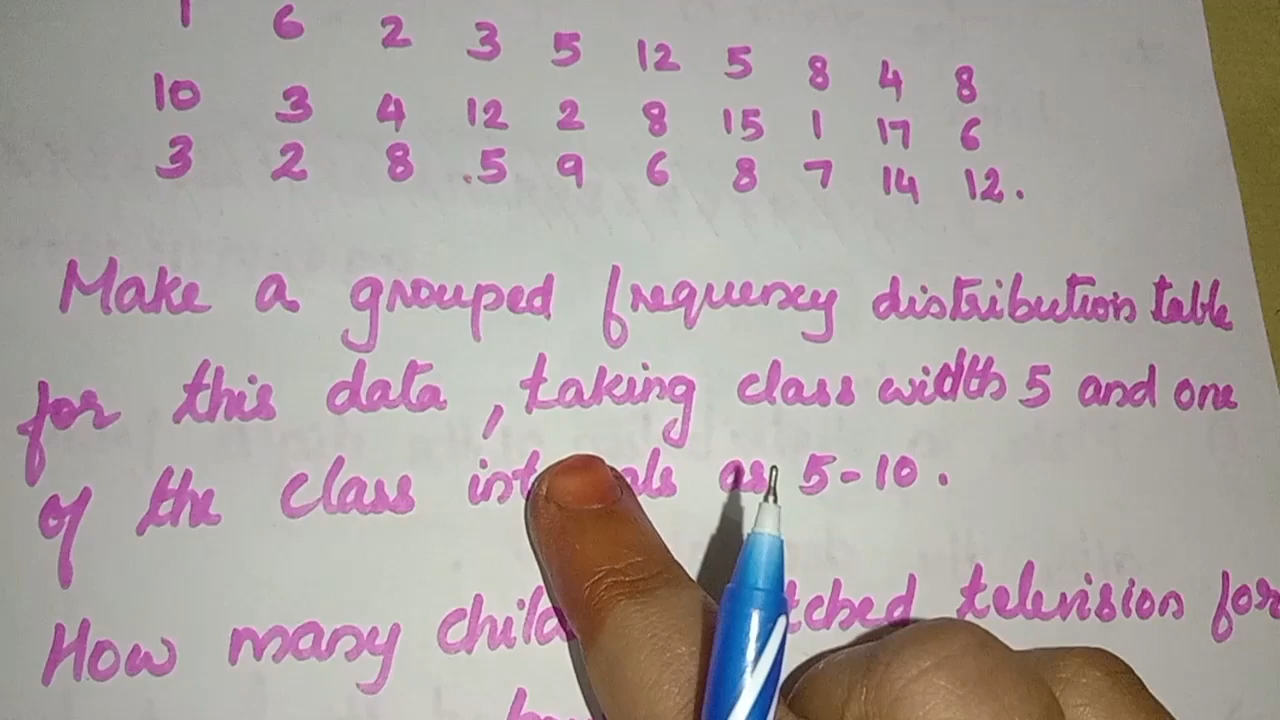 1 6 2 3 5 12 5 8 4 8
10 3 4 12 2 8 15 1 17 6
3 2 8 .5 9 6 8 7 14 12.
Make a grouped frequency distribution table
for this data, taking class width 5 and one
of the class as 5-10.
How many television for